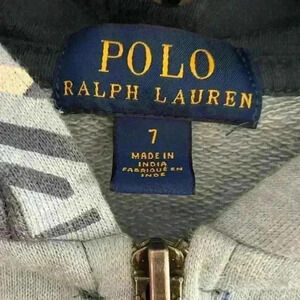 POLO
RALPH LAUREN
7
MADE IN
INDIA
FABRIQUÉ EN
INDE